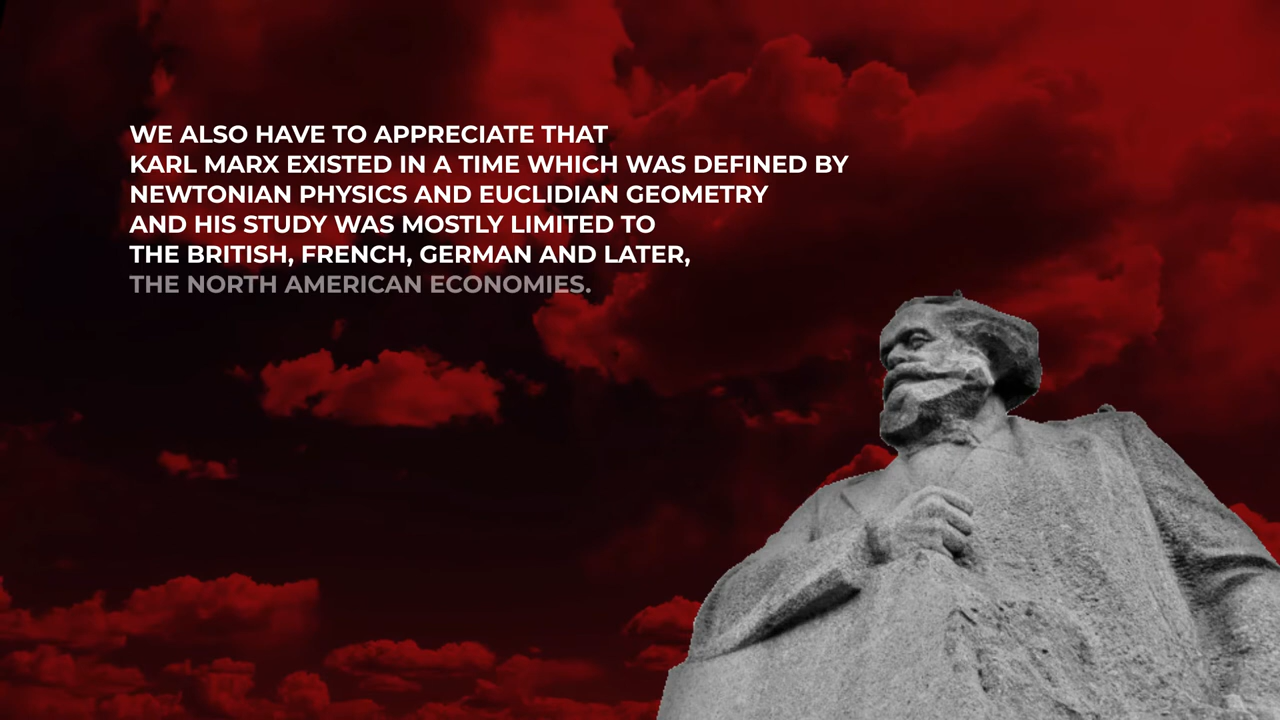 WE ALSO HAVE TO APPRECIATE THAT
KARL MARX EXISTED IN A TIME WHICH WAS DEFINED BY
NEWTONIAN PHYSICS AND EUCLIDIAN GEOMETRY
AND HIS STUDY WAS MOSTLY LIMITED TO
THE BRITISH, FRENCH, GERMAN AND LATER,
THE NORTH AMERICAN ECONOMIES.